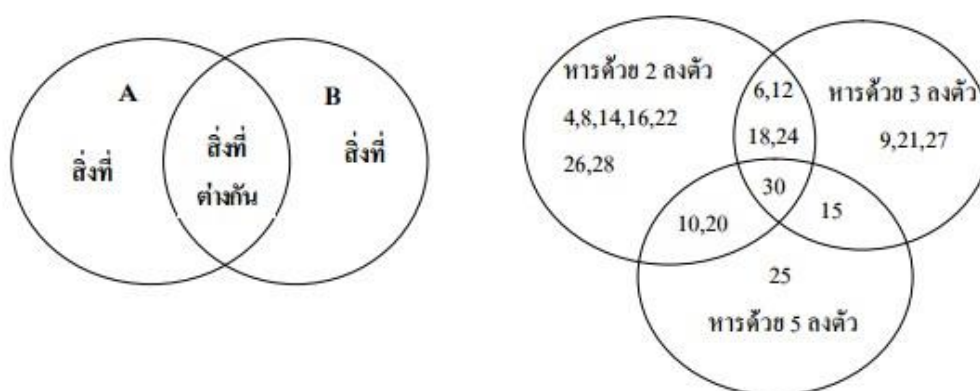 A
B
สิ่งที่
สิ่งที่
ต่างกัน
สิ่งที่
หารด้วย 2 ลงตัว
4,8,14,16,22
26,28
6,12
18,24
หารด้วย 3 ลงตัว
9,21,27
30
10,20
15
25
หารด้วย 5 ลงตัว